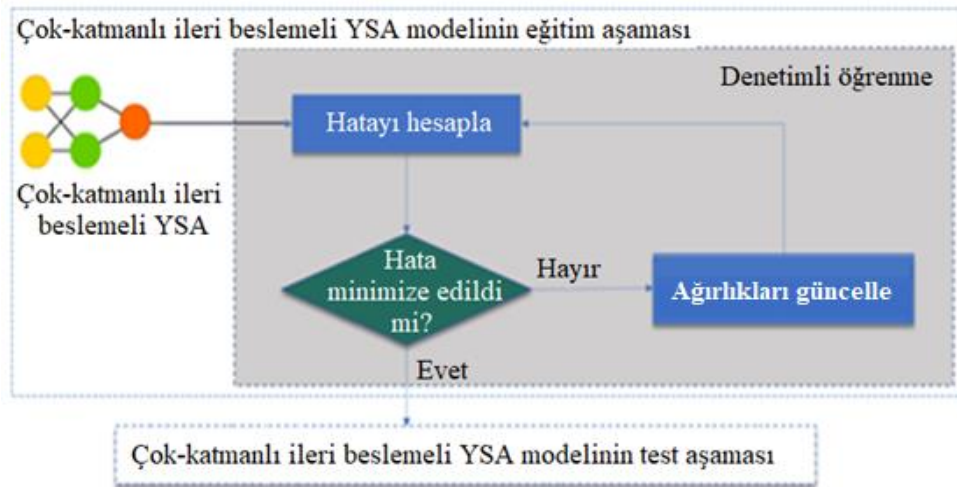 Çok-katmanlı ileri beslemeli YSA modelinin eğitim aşaması
Denetimli öğrenme
Hatayı hesapla
Çok-katmanlı ileri
beslemeli YSA
Hata
minimize edildi
mi?
Hayır
Ağırlıkları güncelle
Evet
Çok-katmanlı ileri beslemeli YSA modelinin test aşaması